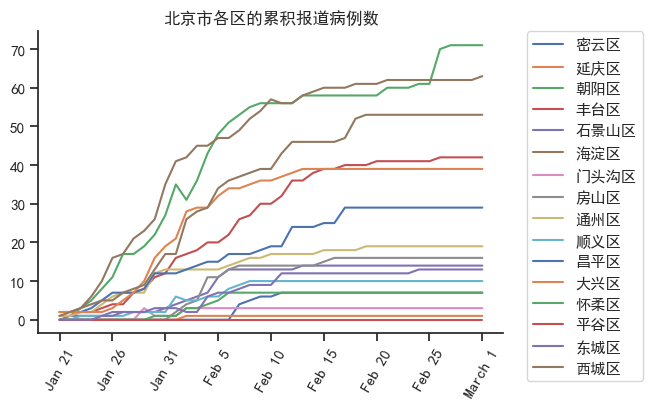 北京市各区的累积报道病例数
70
60
50
40
30
20
10
0
Jan 21
Jan 26
Jan 31
Feb 5
Feb 10
Feb 15
Feb 20
Feb 25
March 1
密云区
延庆区
朝阳区
丰台区
石景山区
海淀区
门头沟区
房山区
通州区
顺义区
昌平区
大兴区
怀柔区
平谷区
东城区
西城区